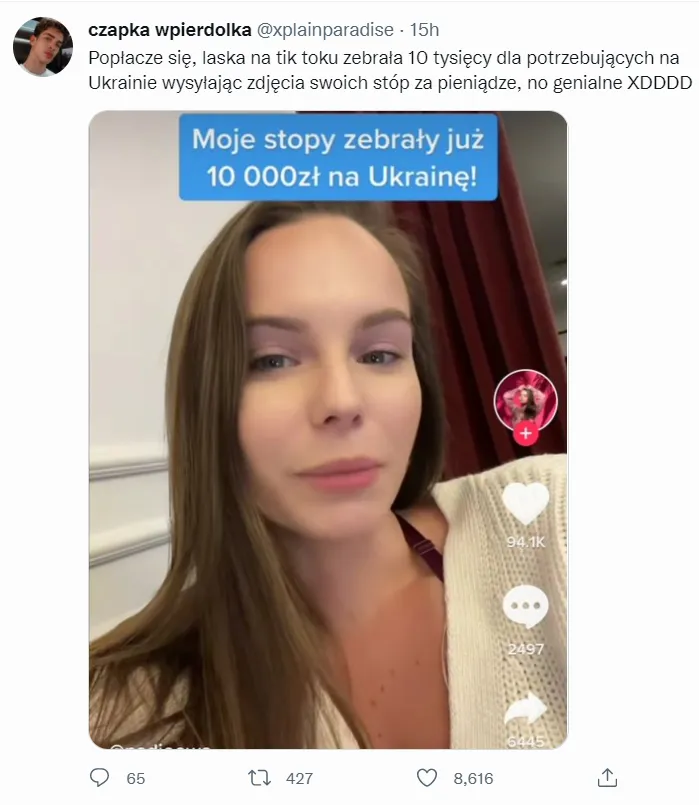 czapka wpierdolka @xplainparadise · 15h
Popłacze się, laska na tik toku zebrała 10 tysięcy dla potrzebujących na
Ukrainie wysyłając zdjęcia swoich stóp za pieniądze, no genialne XDDDD
Moje stopy zebrały już
10 000zł na Ukrainę!
94.1K
2497
6445
65 427 8,616